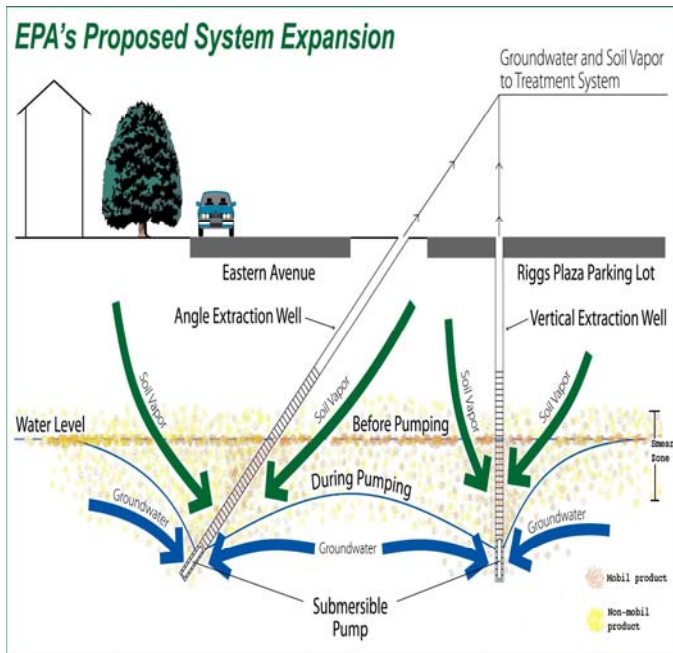 EPA's Proposed System Expansion
Groundwater and Soil Vapor
to Treatment System
Eastern Avenue
Riggs Plaza Parking Lot
Angle Extraction Well
Vertical Extraction Well
Soil Vapor
Soil Vapor
Soil Vapor
Soil Vapor
Water Level
Before Pumping
Smear
Zone
During Pumping
Groundwater
Groundwater
Groundwater
Submersible
Pump
Mobil product
Non-mobil
product